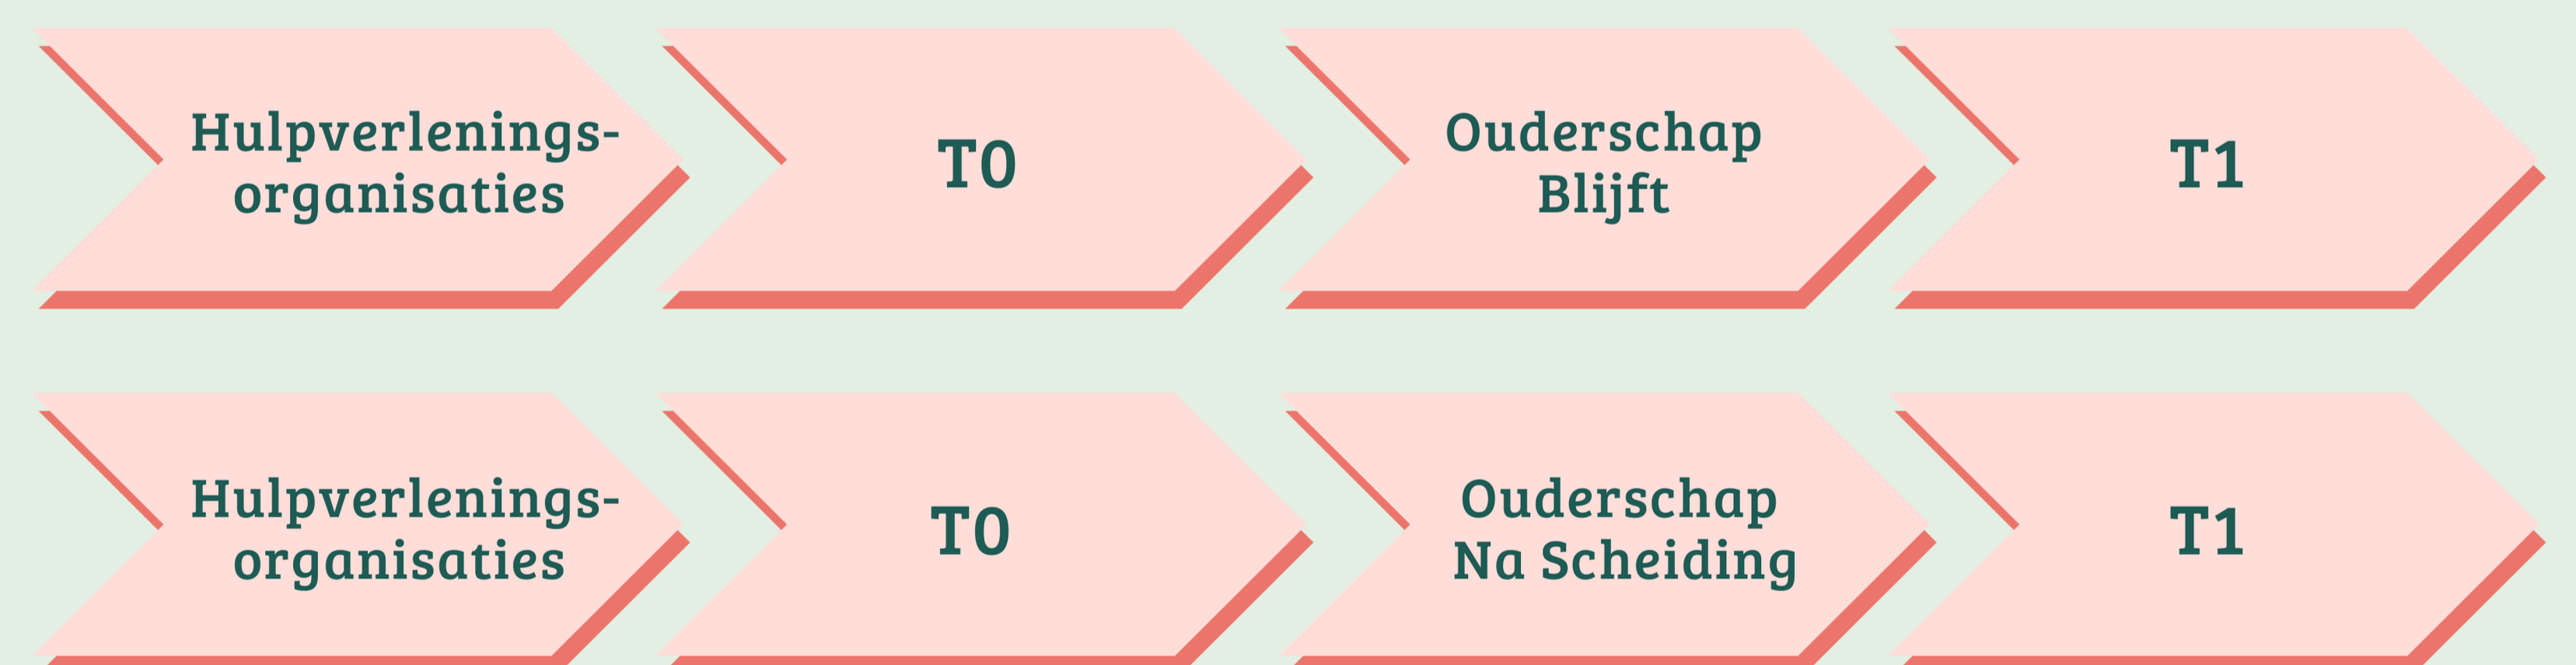 Hulpverlenings-
organisaties
T0
Ouderschap
Blijft
T1
Hulpverlenings-
organisaties
T0
Ouderschap
Na Scheiding
T1